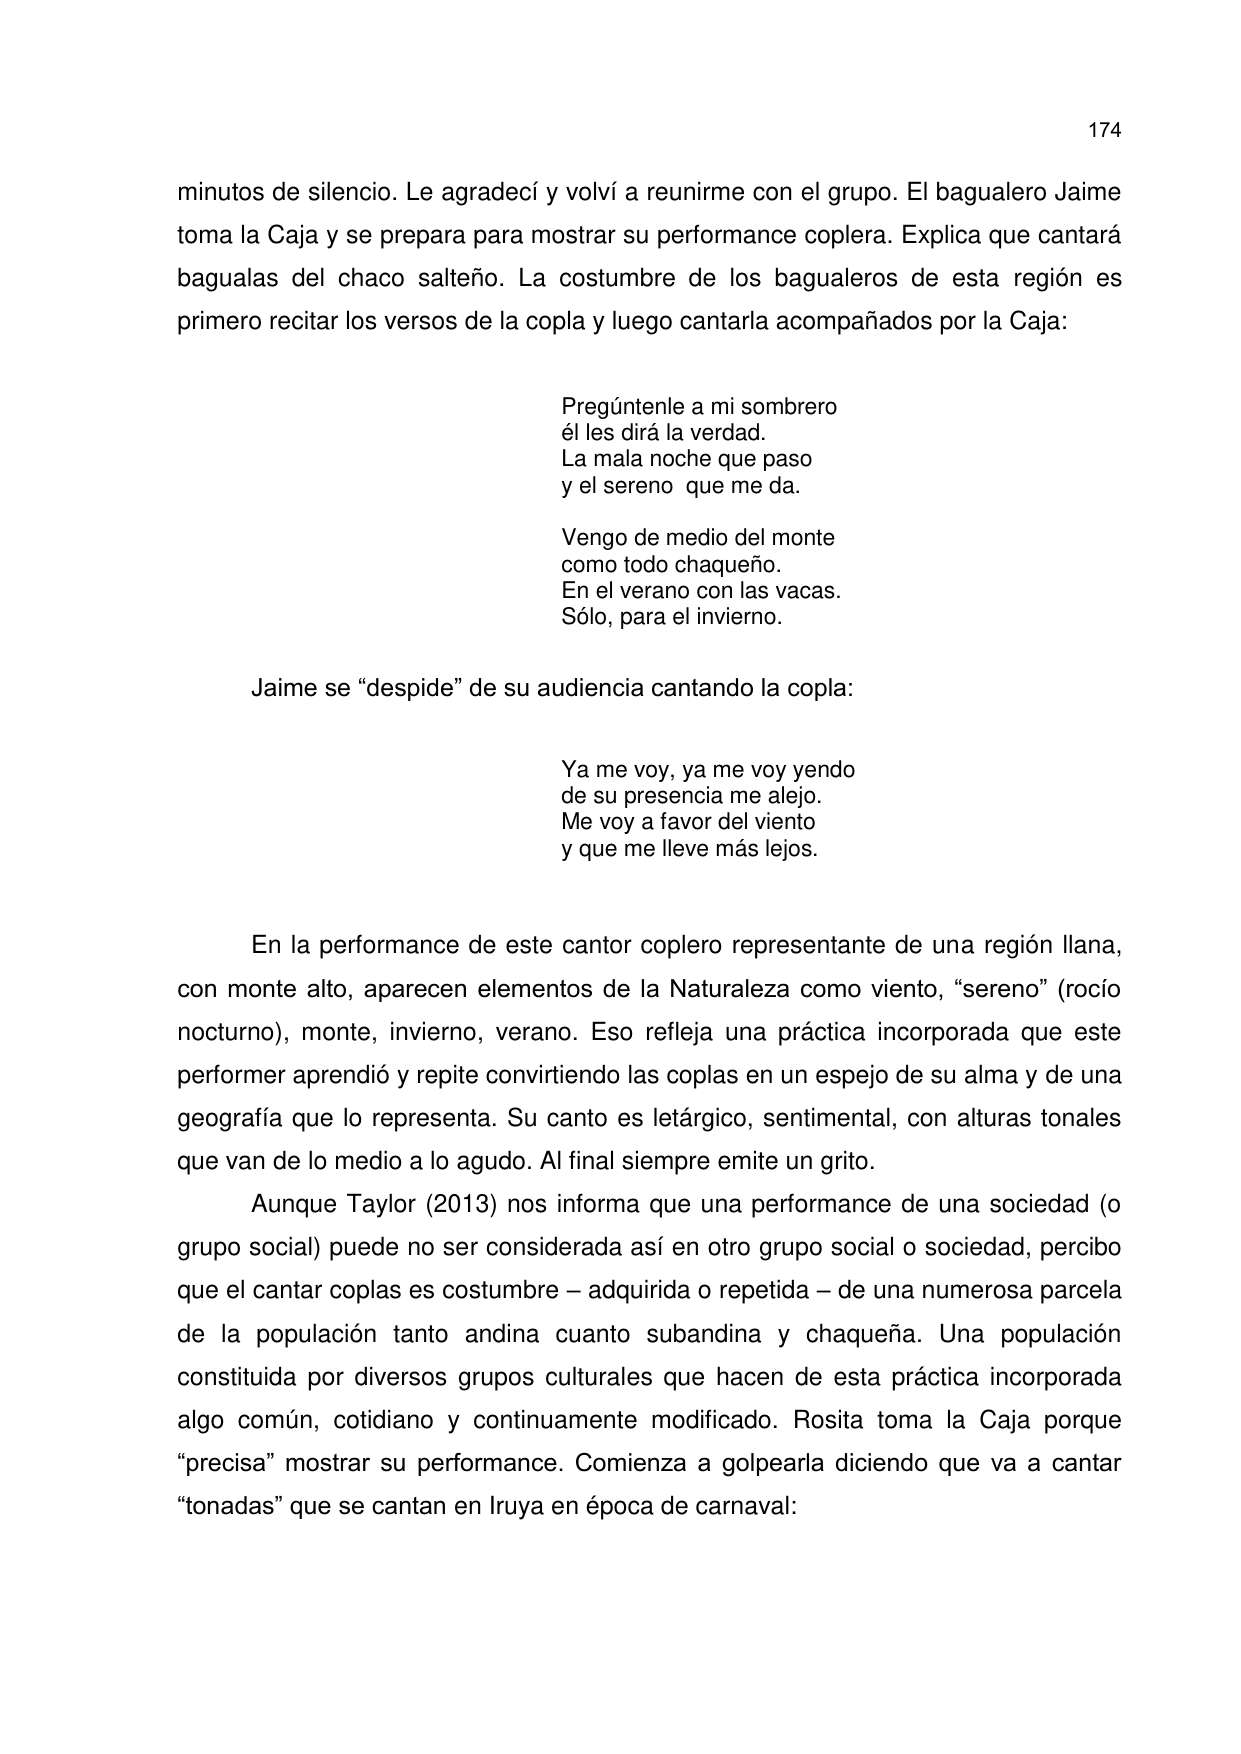 174
minutos de silencio. Le agradecí y volví a reunirme con el grupo. El bagualero Jaime
toma la Caja y se prepara para mostrar su performance coplera. Explica que cantará
bagualas del chaco salteño. La costumbre de los bagualeros de esta región es
primero recitar los versos de la copla y luego cantarla acompañados por la Caja:
Pregúntenle a mi sombrero
él les dirá la verdad.
La mala noche que paso
y el sereno  que me da.
Vengo de medio del monte
como todo chaqueño.
En el verano con las vacas.
Sólo, para el invierno.
Jaime se “despide” de su audiencia cantando la copla:
Ya me voy, ya me voy yendo
de su presencia me alejo.
Me voy a favor del viento
y que me lleve más lejos.
En la performance de este cantor coplero representante de una región llana,
con monte alto, aparecen elementos de la Naturaleza como viento, “sereno” (rocío
nocturno), monte, invierno, verano. Eso refleja una práctica incorporada que este
performer aprendió y repite convirtiendo las coplas en un espejo de su alma y de una
geografía que lo representa. Su canto es letárgico, sentimental, con alturas tonales
que van de lo medio a lo agudo. Al final siempre emite un grito.
Aunque Taylor (2013) nos informa que una performance de una sociedad (o
grupo social) puede no ser considerada así en otro grupo social o sociedad, percibo
que el cantar coplas es costumbre – adquirida o repetida – de una numerosa parcela
de la población tanto andina cuanto subandina y chaqueña. Una población
constituida por diversos grupos culturales que hacen de esta práctica incorporada
algo común, cotidiano y continuamente modificado. Rosita toma la Caja porque
“precisa” mostrar su performance. Comienza a golpearla diciendo que va a cantar
“tonadas” que se cantan en Iruya en época de carnaval: